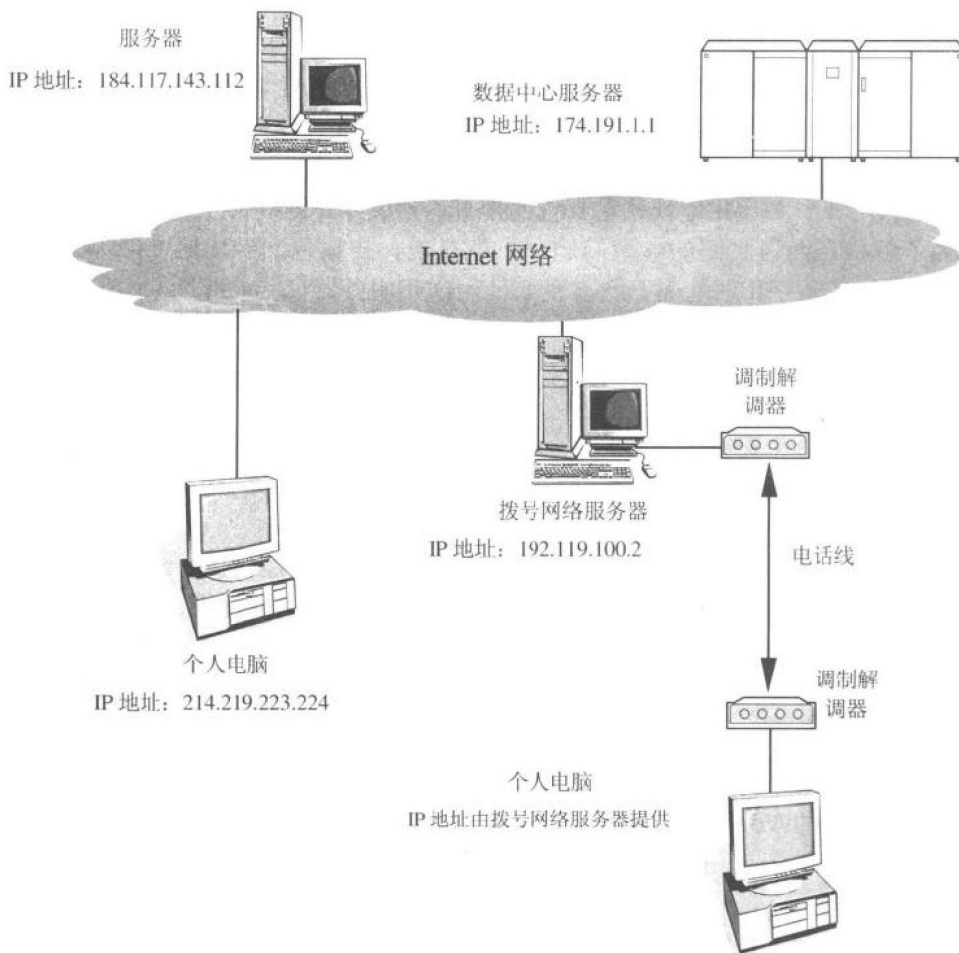 服务器
IP 地址：184.117.143.112
数据中心服务器
IP 地址：174.191.1.1
Internet 网络
调制解
调器
拨号网络服务器
IP 地址：192.119.100.2
电话线
个人电脑
IP 地址：214.219.223.224
调制解
调器
个人电脑
IP 地址由拨号网络服务器提供